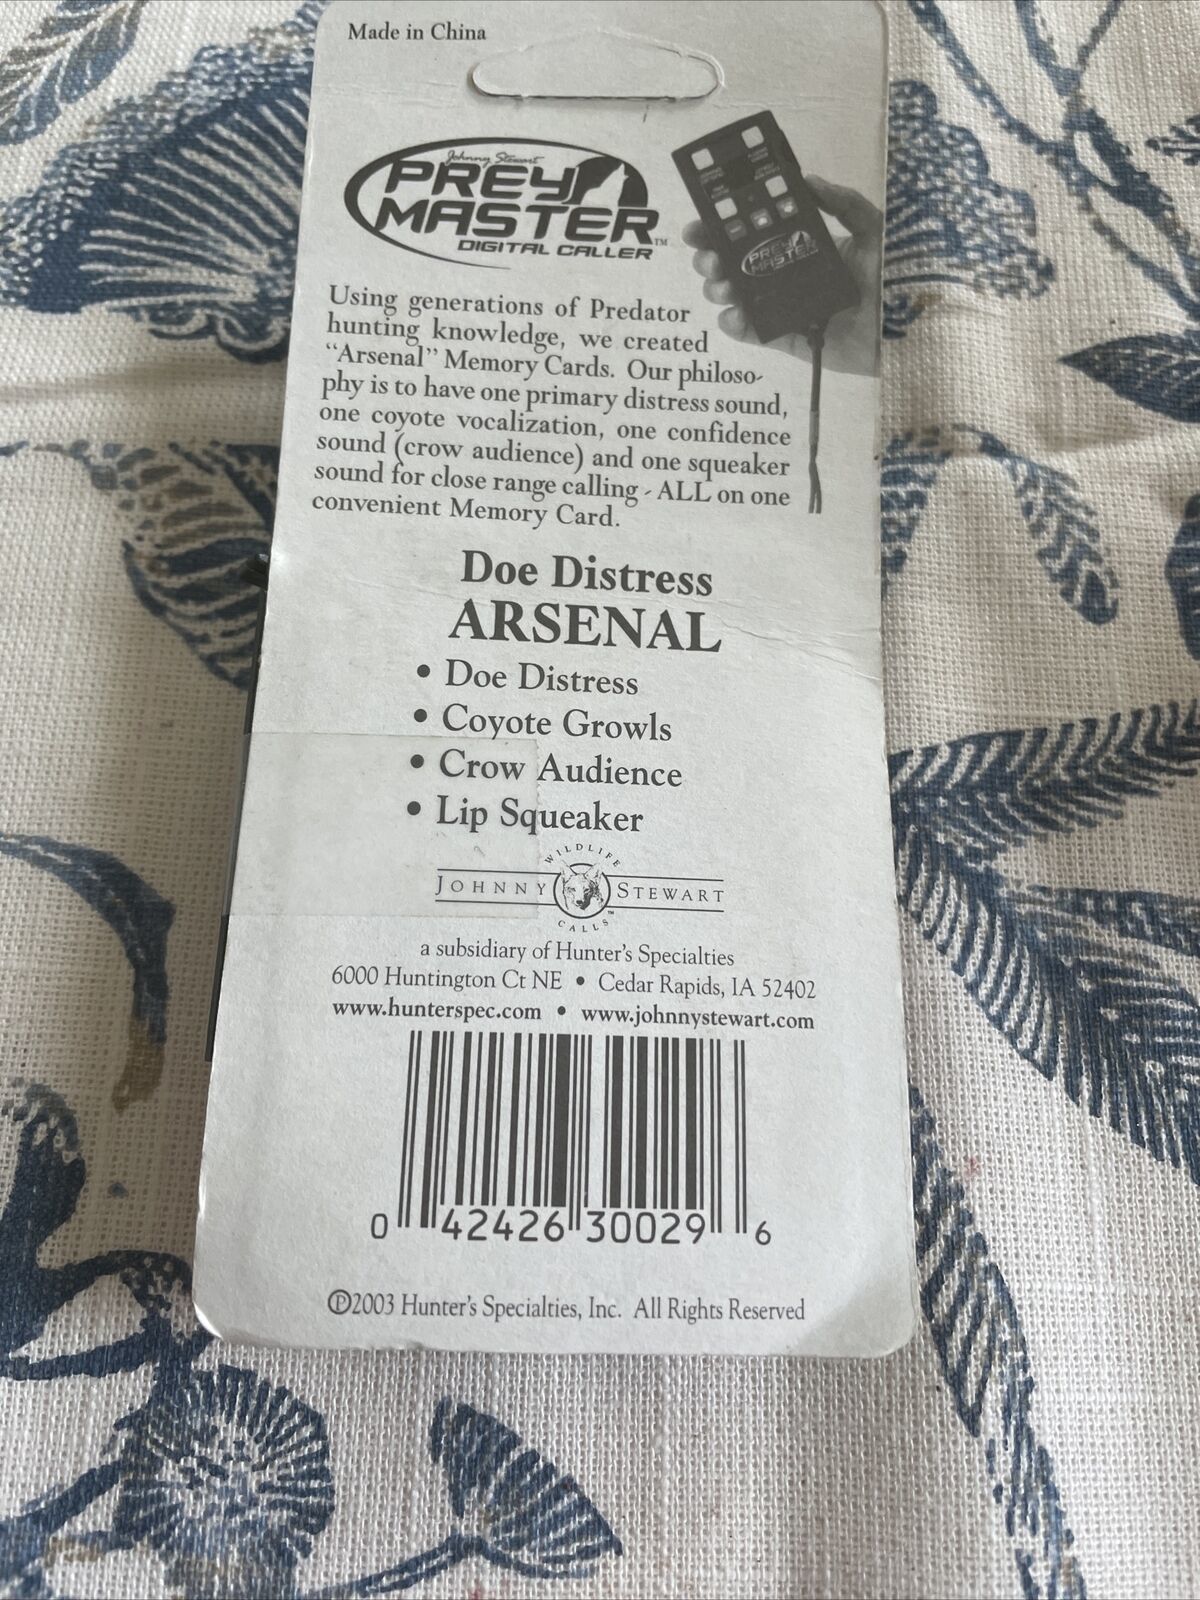 Made in China
Johnny Stewart
PREY
MASTER™
DIGITAL CALLER
PREY
MASTER
Using generations of Predator
hunting knowledge, we created
“Arsenal” Memory Cards. Our philoso-
phy is to have one primary distress sound,
one coyote vocalization, one confidence
sound (crow audience) and one squeaker
sound for close range calling - ALL on one
convenient Memory Card.
Doe Distress
ARSENAL
• Doe Distress
• Coyote Growls
• Crow Audience
• Lip Squeaker
WILDLIFE
JOHNNY STEWART
CALLS™
a subsidiary of Hunter's Specialties
6000 Huntington Ct NE • Cedar Rapids, IA 52402
www.hunterspec.com • www.johnnystewart.com
0 42426 30029 6
℗2003 Hunter's Specialties, Inc. All Rights Reserved